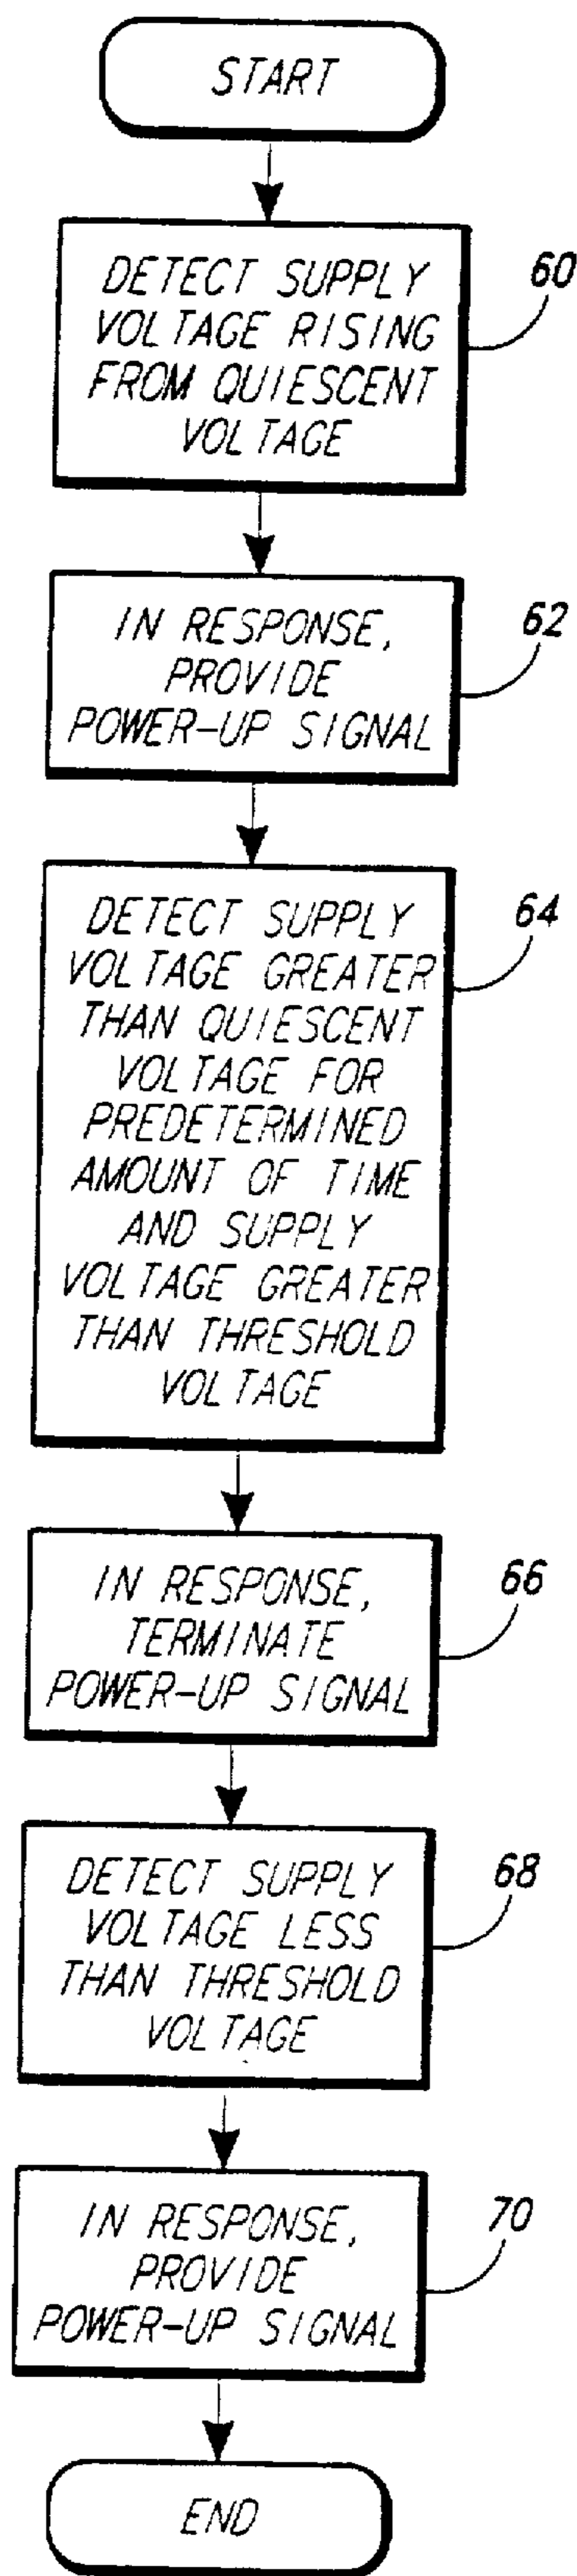 START
DETECT SUPPLY
VOLTAGE RISING
FROM QUIESCENT
VOLTAGE
60
IN RESPONSE,
PROVIDE
POWER-UP SIGNAL
62
DETECT SUPPLY
VOLTAGE GREATER
THAN QUIESCENT
VOLTAGE FOR
PREDETERMINED
AMOUNT OF TIME
AND SUPPLY
VOLTAGE GREATER
THAN THRESHOLD
VOLTAGE
64
IN RESPONSE,
TERMINATE
POWER-UP SIGNAL
66
DETECT SUPPLY
VOLTAGE LESS
THAN THRESHOLD
VOLTAGE
68
IN RESPONSE,
PROVIDE
POWER-UP SIGNAL
70
END